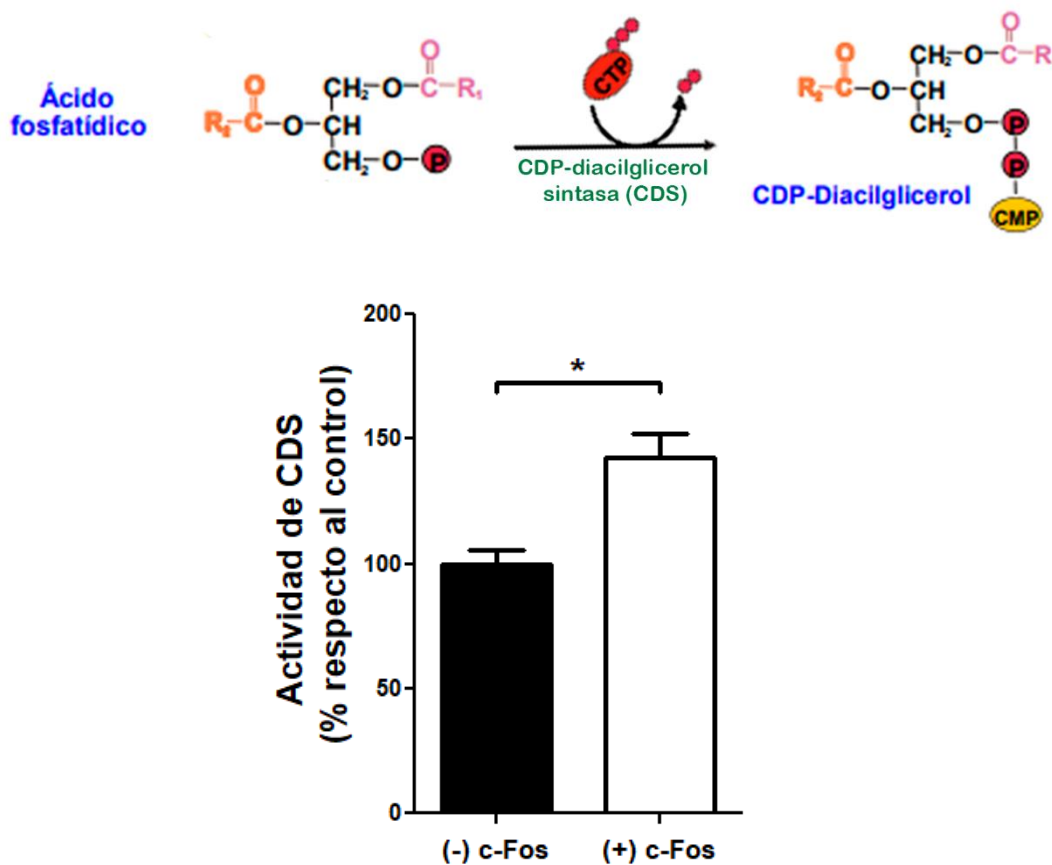 Ácido
fosfatídico
R₂-C-O-CH
O
CH₂-O-C-R₁
O
CH₂-O-P
CTP
CDP-diacilglicerol
sintasa (CDS)
R₂-C-O-CH
O
CH₂-O-C-R
O
CH₂-O-P
P
CMP
CDP-Diacilglicerol
Actividad de CDS
(% respecto al control)
200
150
100
50
0
*
(-) c-Fos
(+) c-Fos